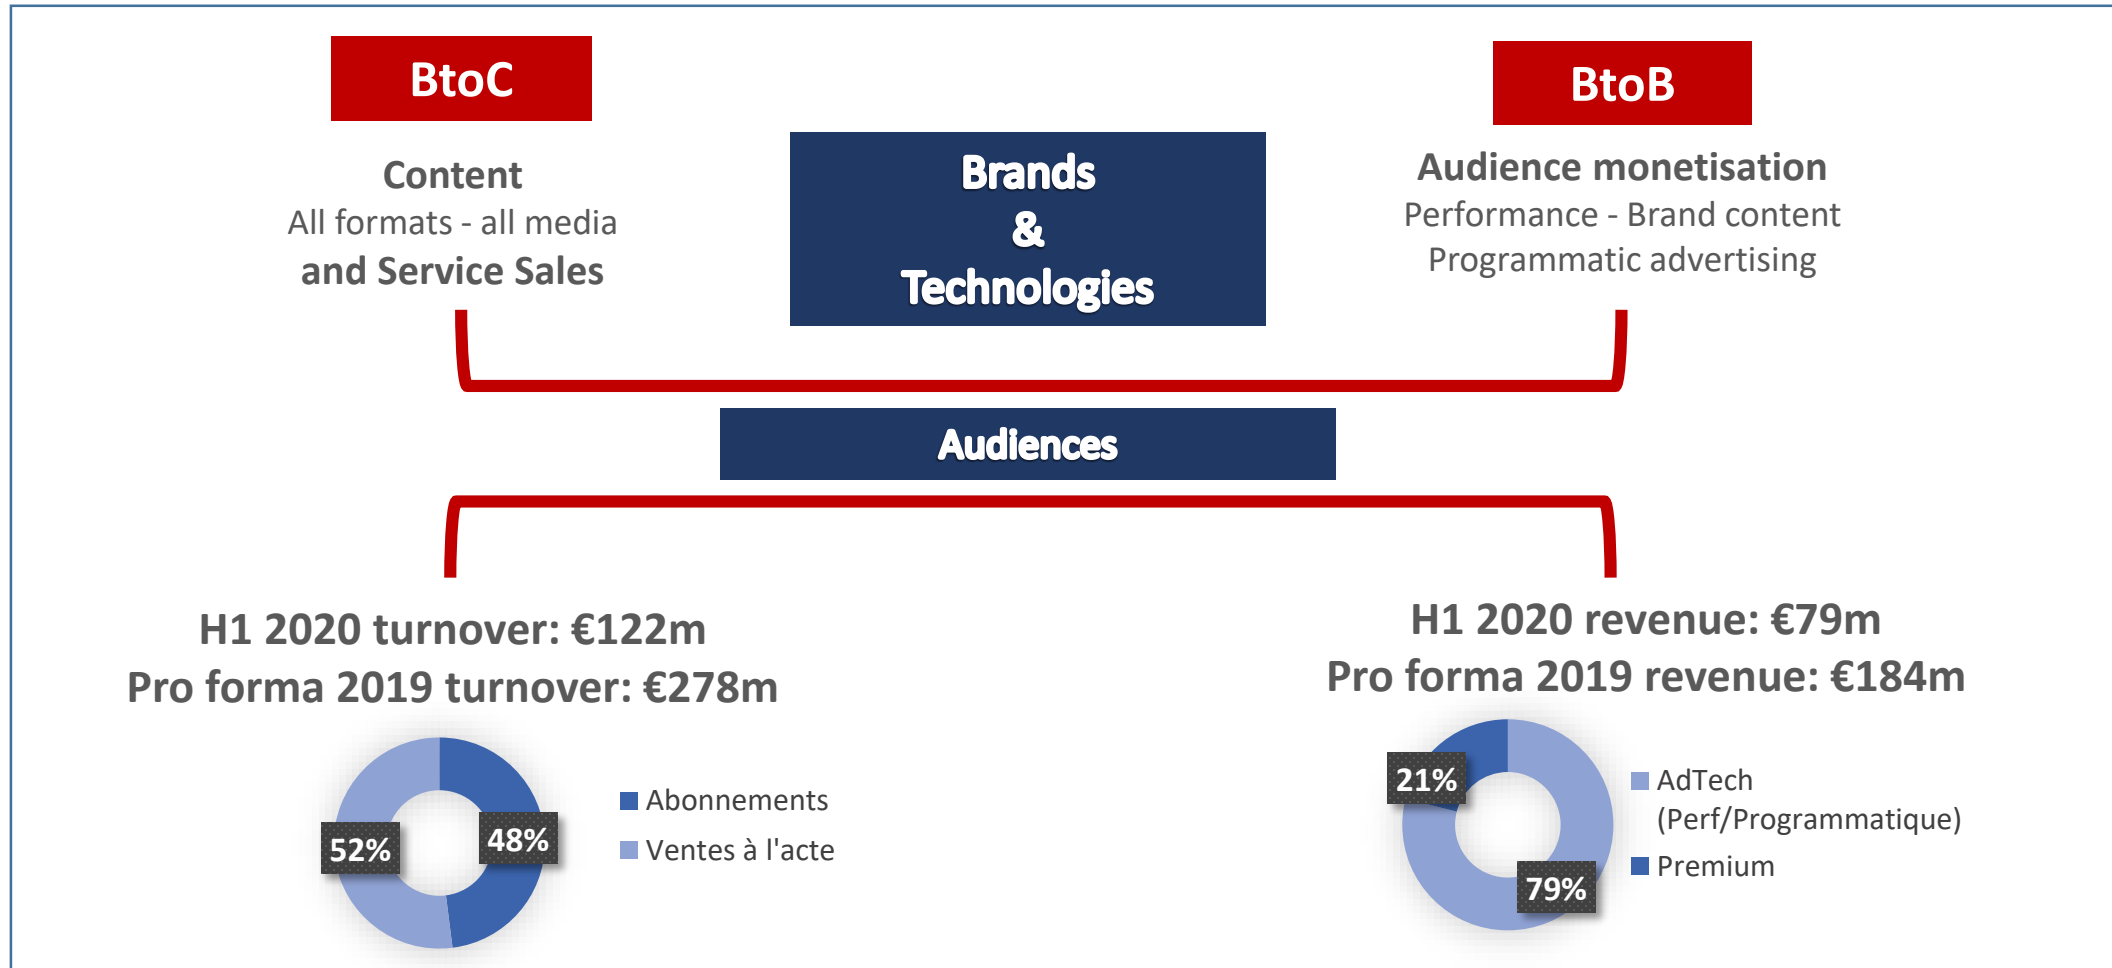 BtoC
Content
All formats - all media
and Service Sales
Brands
&
Technologies
BtoB
Audience monetisation
Performance - Brand content
Programmatic advertising
Audiences
H1 2020 turnover: €122m
Pro forma 2019 turnover: €278m
52%
48%
Abonnements
Ventes à l'acte
H1 2020 revenue: €79m
Pro forma 2019 revenue: €184m
21%
79%
AdTech
(Perf/Programmatique)
Premium